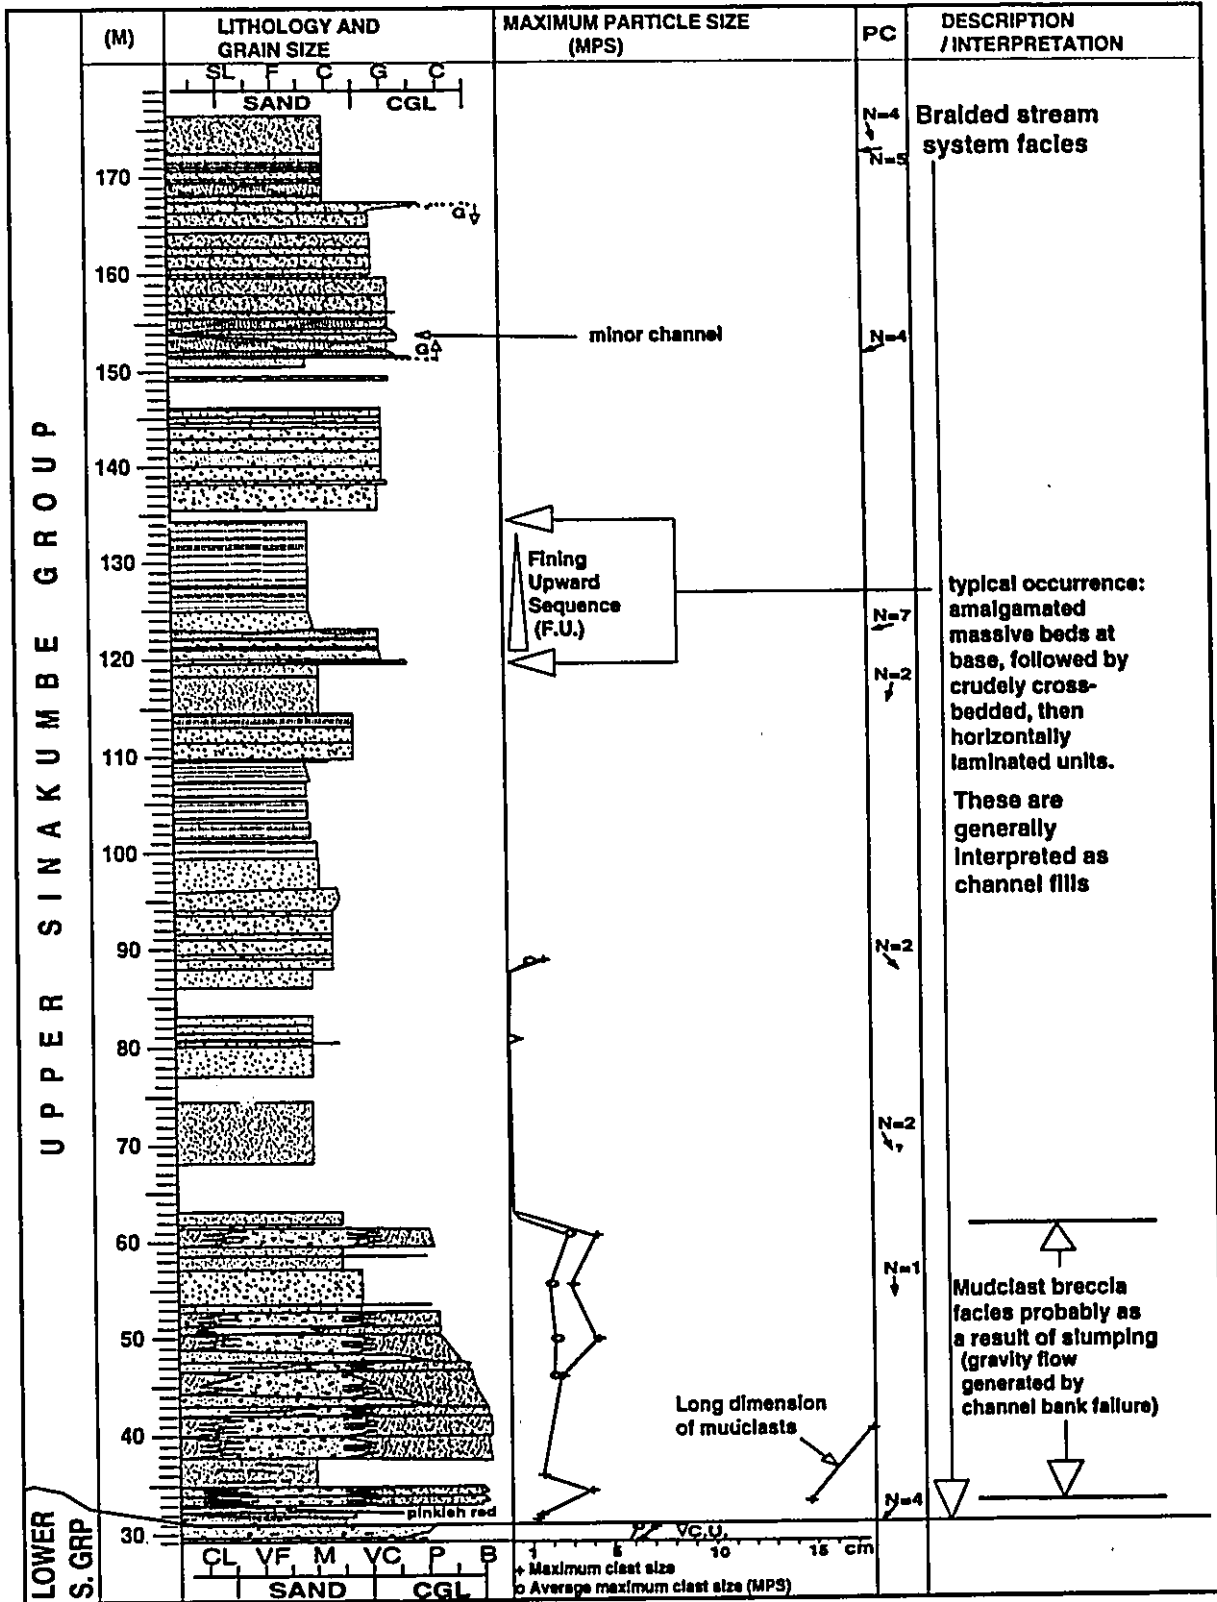 (M)
LITHOLOGY AND
GRAIN SIZE
MAXIMUM PARTICLE SIZE
(MPS)
PC
DESCRIPTION
/ INTERPRETATION
SL F C G C
SAND CGL
N=4
N=5
Braided stream
system facies
170
G
160
minor channel
N=4
G
150
140
130
Fining
Upward
Sequence
(F.U.)
typical occurrence:
amalgamated
massive beds at
base, followed by
crudely cross-
bedded, then
horizontally
laminated units.
N=7
120
N=2
110
These are
generally
interpreted as
channel fills
100
90
N=2
80
70
N=2
?
60
N=1
50
Mudclast breccia
facies probably as
a result of slumping
(gravity flow
generated by
channel bank failure)
Long dimension
of mudclasts
40
N=4
pinkish red
30
V.C.U.
1 5 10 15 cm
CL VF M VC P B
SAND CGL
+ Maximum clast size
o Average maximum clast size (MPS)
UPPER SINAKUMBE GROUP
LOWER
S. GRP